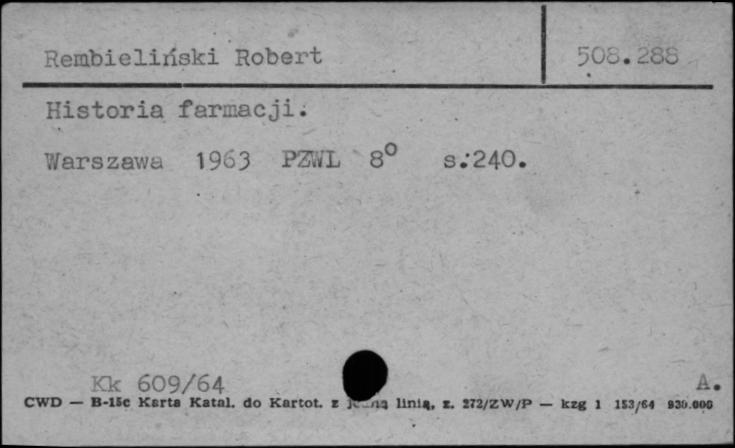 Rembieliński Robert 508.288
Historia farmacji.
Warszawa 1963 PZWL 8° s.240.
Kk 609/64 A.
CWD — B-15c Karta Katal. do Kartot. z linią, z. 272/ZW/P — kzg 1 153/64 930.000